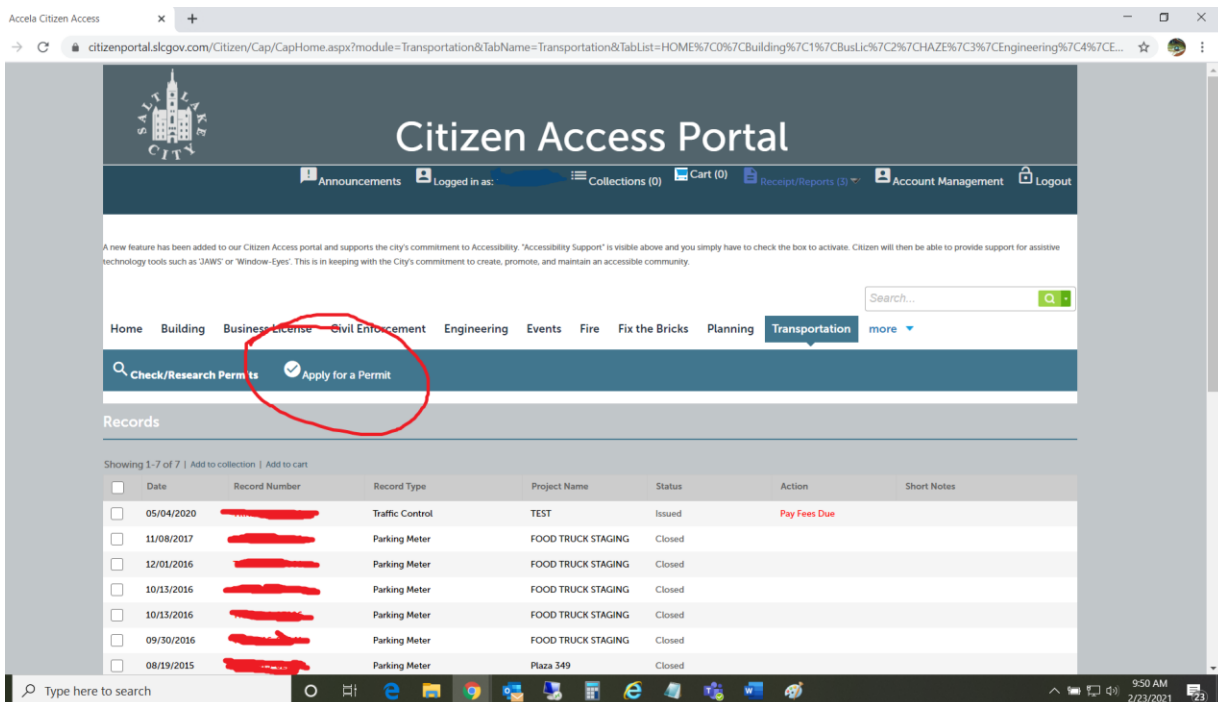 Accela Citizen Access
citizenportal.slcgov.com/Citizen/Cap/CapHome.aspx?module=Transportation&TabName=Transportation&TabList=HOME%7C0%7CBuilding%7C1%7CBusLic%7C2%7CHAZE%7C3%7CEngineering%7C4%7CE...
SALT LAKE CITY
Citizen Access Portal
Announcements Logged in as: Collections (0) Cart (0) Receipt/Reports (3) Account Management Logout
A new feature has been added to our Citizen Access portal and supports the city's commitment to Accessibility. "Accessibility Support" is visible above and you simply have to check the box to activate. Citizen will then be able to provide support for assistive
technology tools such as 'JAWS' or 'Window-Eyes'. This is in keeping with the City's commitment to create, promote, and maintain an accessible community.
Search...
Home Building Business License Civil Enforcement Engineering Events Fire Fix the Bricks Planning Transportation more
Check/Research Permits Apply for a Permit
Records
Showing 1-7 of 7 | Add to collection | Add to cart
Date Record Number Record Type Project Name Status Action Short Notes
05/04/2020 Traffic Control TEST Issued Pay Fees Due
11/08/2017 Parking Meter FOOD TRUCK STAGING Closed
12/01/2016 Parking Meter FOOD TRUCK STAGING Closed
10/13/2016 Parking Meter FOOD TRUCK STAGING Closed
10/13/2016 Parking Meter FOOD TRUCK STAGING Closed
09/30/2016 Parking Meter FOOD TRUCK STAGING Closed
08/19/2015 Parking Meter Plaza 349 Closed
Type here to search
9:50 AM
2/23/2021
23